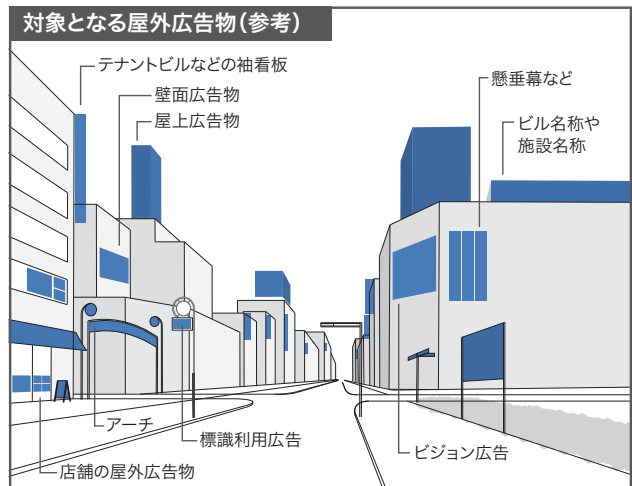 対象となる屋外広告物(参考)
テナントビルなどの袖看板
壁面広告物
屋上広告物
懸垂幕など
ビル名称や
施設名称
アーチ
標識利用広告
ビジョン広告
店舗の屋外広告物